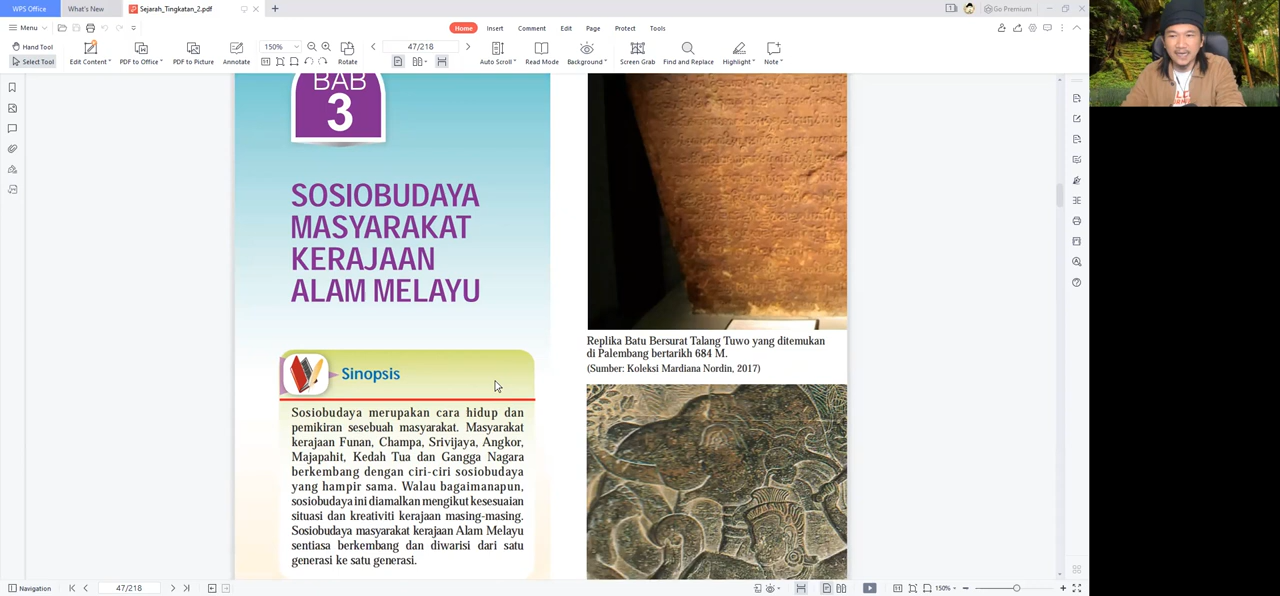 WPS Office
What's New
Sejarah_Tingkatan_2.pdf
Go Premium
Menu
Home
Insert
Comment
Edit
Page
Protect
Tools
Hand Tool
Select Tool
Edit Content
PDF to Office
PDF to Picture
Annotate
150%
47/218
Rotate
Auto Scroll
Read Mode
Background
Screen Grab
Find and Replace
Highlight
Note
BAB
3
SOSIOBUDAYA
MASYARAKAT
KERAJAAN
ALAM MELAYU
Sinopsis
Sosiobudaya merupakan cara hidup dan
pemikiran sesebuah masyarakat. Masyarakat
kerajaan Funan, Champa, Srivijaya, Angkor,
Majapahit, Kedah Tua dan Gangga Nagara
berkembang dengan ciri-ciri sosiobudaya
yang hampir sama. Walau bagaimanapun,
sosiobudaya ini diamalkan mengikut kesesuaian
situasi dan kreativiti kerajaan masing-masing.
Sosiobudaya masyarakat kerajaan Alam Melayu
sentiasa berkembang dan diwarisi dari satu
generasi ke satu generasi.
Replika Batu Bersurat Talang Tuwo yang ditemukan
di Palembang bertarikh 684 M.
(Sumber: Koleksi Mardiana Nordin, 2017)
Navigation
47/218
150%